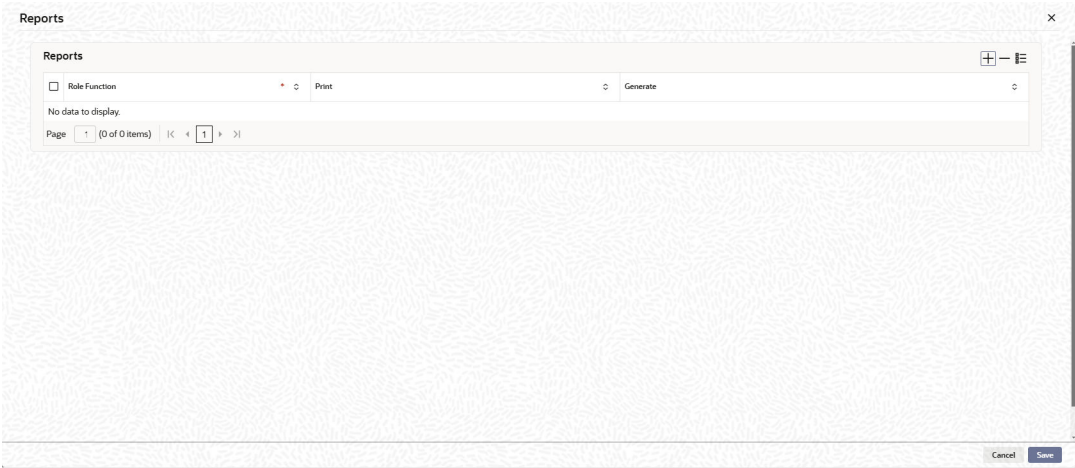 Reports
Reports
Role Function * Print Generate
No data to display.
Page 1 (0 of 0 items) 1
Cancel Save